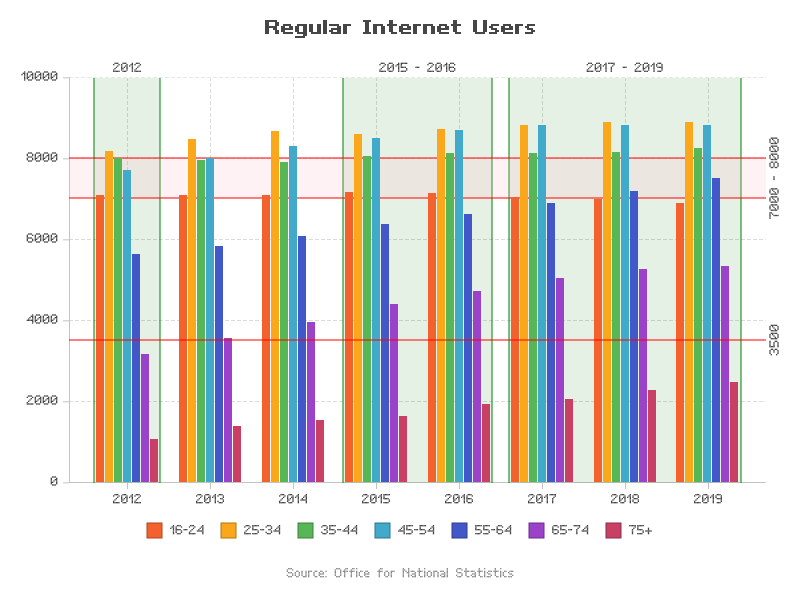 Regular Internet Users
2012 2015 - 2016 2017 - 2019
10000
8000
6000
4000
2000
0
7000 - 8000
3500
2012 2013 2014 2015 2016 2017 2018 2019
16-24 25-34 35-44 45-54 55-64 65-74 75+
Source: Office for National Statistics